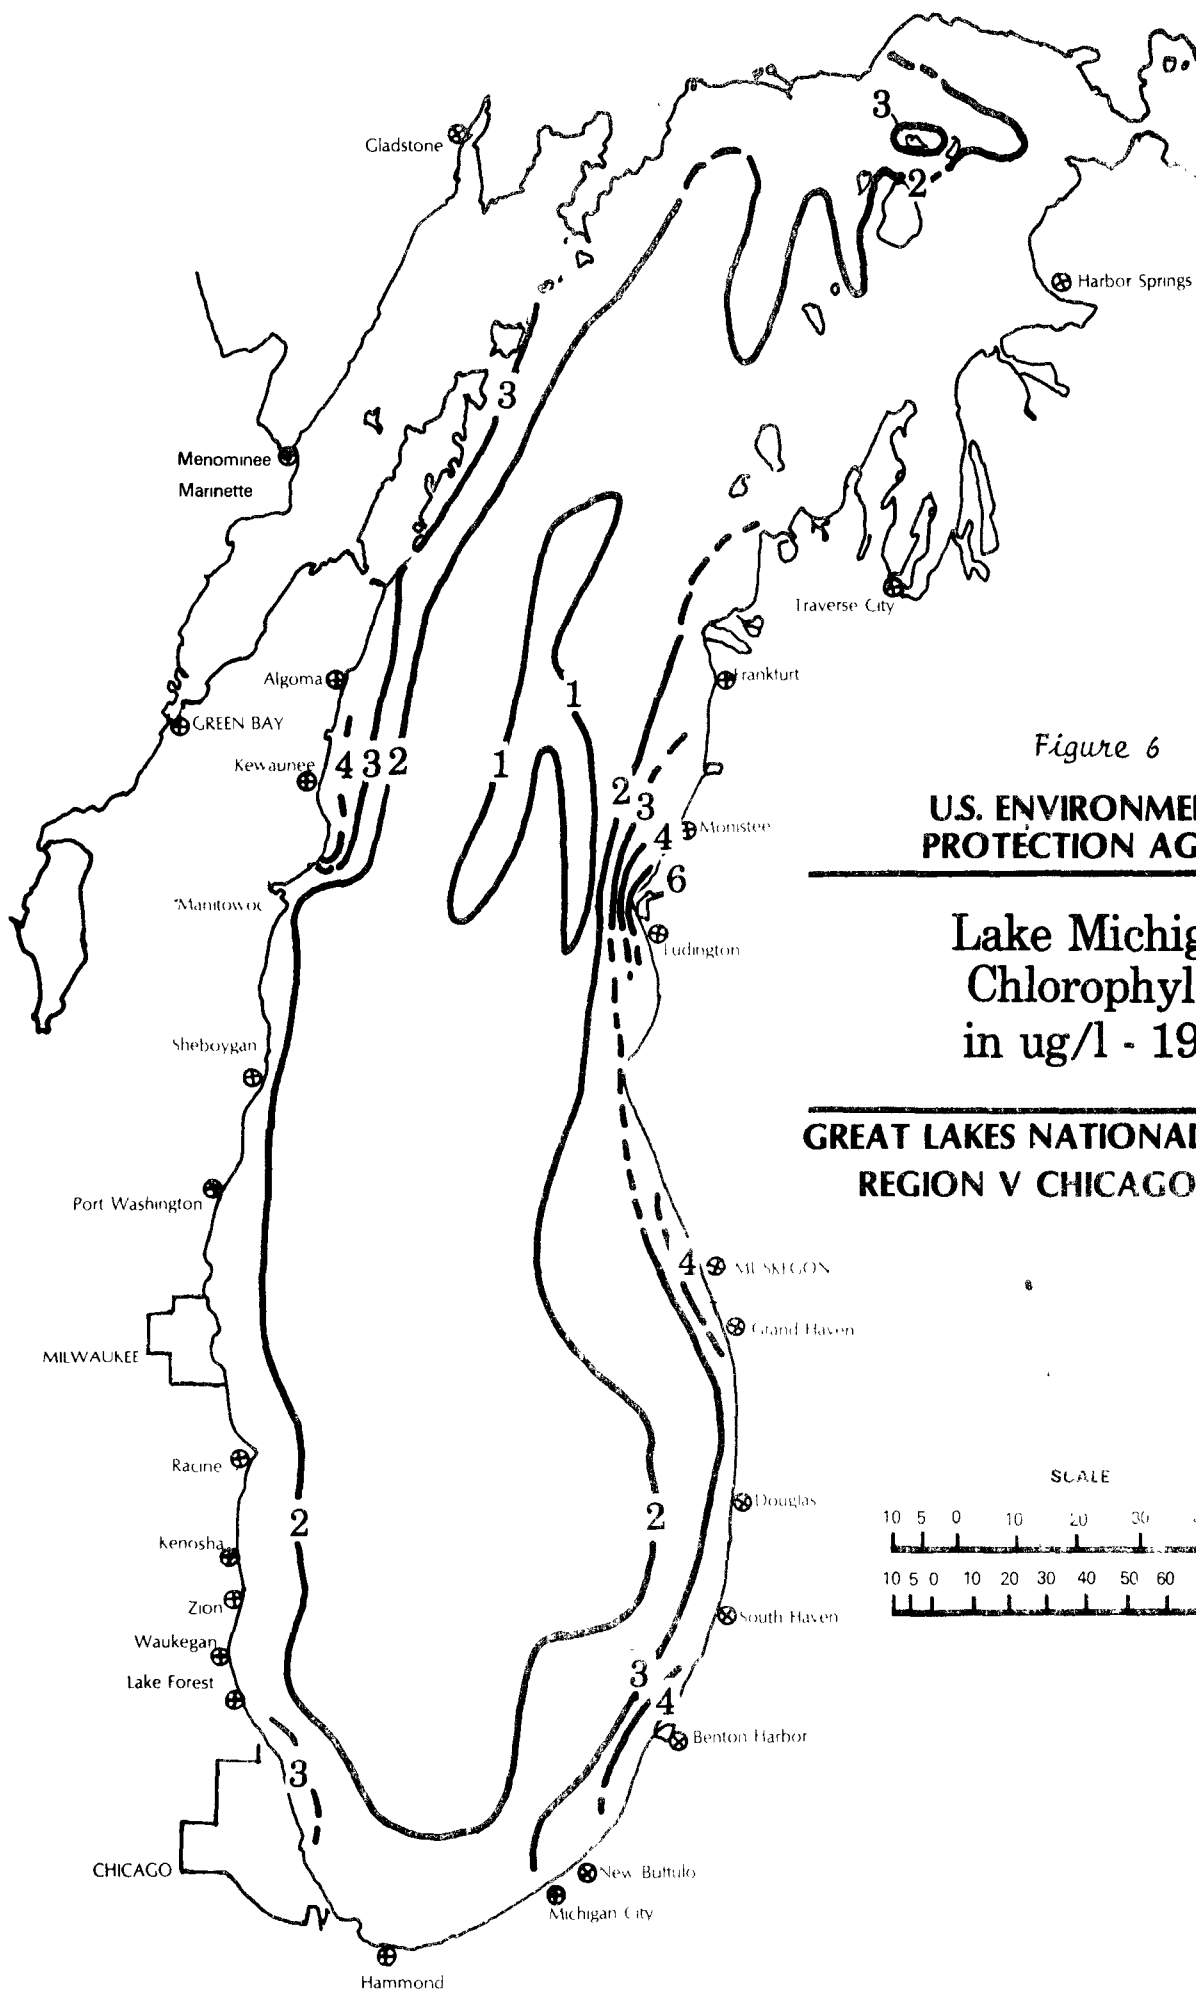 3
Gladstone
2
Harbor Springs
3
Menominee
Marinette
Traverse City
Algoma
Frankfurt
GREEN BAY
1
Figure 6
Kewaunee
4 3 2
1
2
3
U.S. ENVIRONME
PROTECTION AG
4
Monistee
6
Manitowoc
Ludington
Lake Michig
Chlorophyl
in ug/l - 19
Sheboygan
GREAT LAKES NATIONAL
REGION V CHICAGO
Port Washington
4
MUSKEGON
Grand Haven
MILWAUKEE
Racine
SCALE
2
2
Douglas
10 5 0 10 20 30
Kenosha
10 5 0 10 20 30 40 50 60
Zion
South Haven
Waukegan
Lake Forest
3
4
Benton Harbor
3
CHICAGO
New Buffulo
Michigan City
Hammond